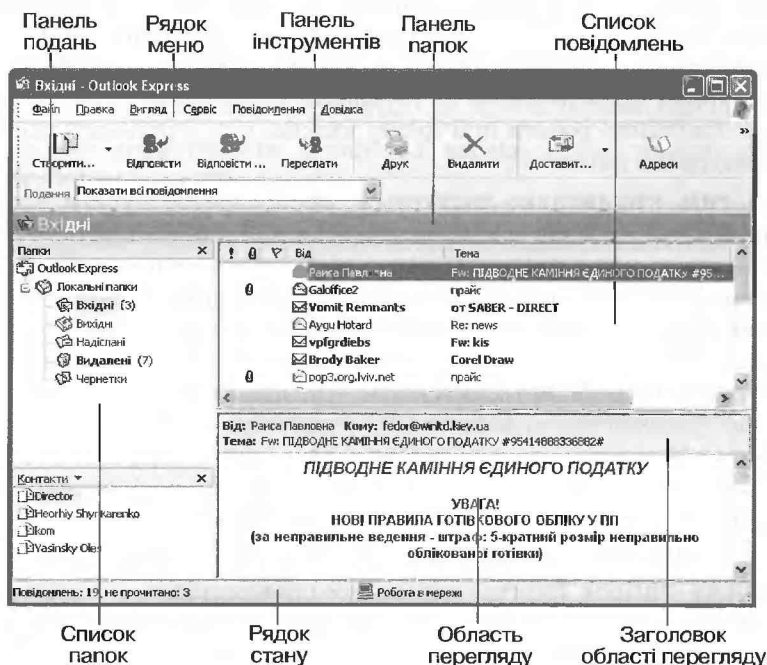 Панель подань
Рядок меню
Панель інструментів
Панель папок
Список повідомлень
Вхідні - Outlook Express
Файл Правка Вигляд Сервіс Повідомлення Довідка
Створити... Відповісти Відповісти ... Переслати Друк Видалити Доставит... Адреси
Подання Показати всі повідомлення
Вхідні
Папки
Outlook Express
Локальні папки
Вхідні (3)
Вихідні
Надіслані
Видалені (7)
Чернетки
Від Тема
Раиса Павловна Fw: ПІДВОДНЕ КАМІННЯ ЄДИНОГО ПОДАТКУ #95...
Galoffice2 прайс
Vomit Remnants от SABER - DIRECT
Aygu Hotard Re: news
vpfgrdiebs Fw: kis
Brody Baker Corel Draw
pop3.org.lviv.net прайс
Від: Раиса Павловна Кому: fedor@wnkd.kiev.ua
Тема: Fw: ПІДВОДНЕ КАМІННЯ ЄДИНОГО ПОДАТКУ #95414888336882#
ПІДВОДНЕ КАМІННЯ ЄДИНОГО ПОДАТКУ
УВАГА!
НОВІ ПРАВИЛА ГОТІВКОВОГО ОБЛІКУ У ПП
(за неправильне ведення - штраф: 5-кратний розмір неправильно
облікованої готівки)
Контакти
Director
Heorhiy Shynkarenko
kom
Vasinsky Oles
Повідомлень: 19, не прочитано: 3 Робота в мережі
Список папок
Рядок стану
Область перегляду
Заголовок області перегляду